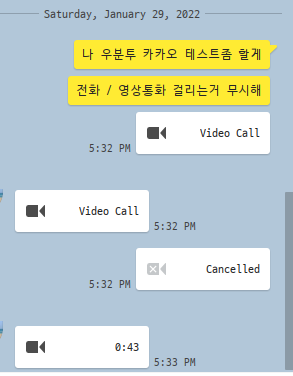 Saturday, January 29, 2022
나 우분투 카카오 테스트좀 할게
전화 / 영상통화 걸리는거 무시해
Video Call
5:32 PM
Video Call
5:32 PM
Cancelled
5:32 PM
0:43
5:33 PM